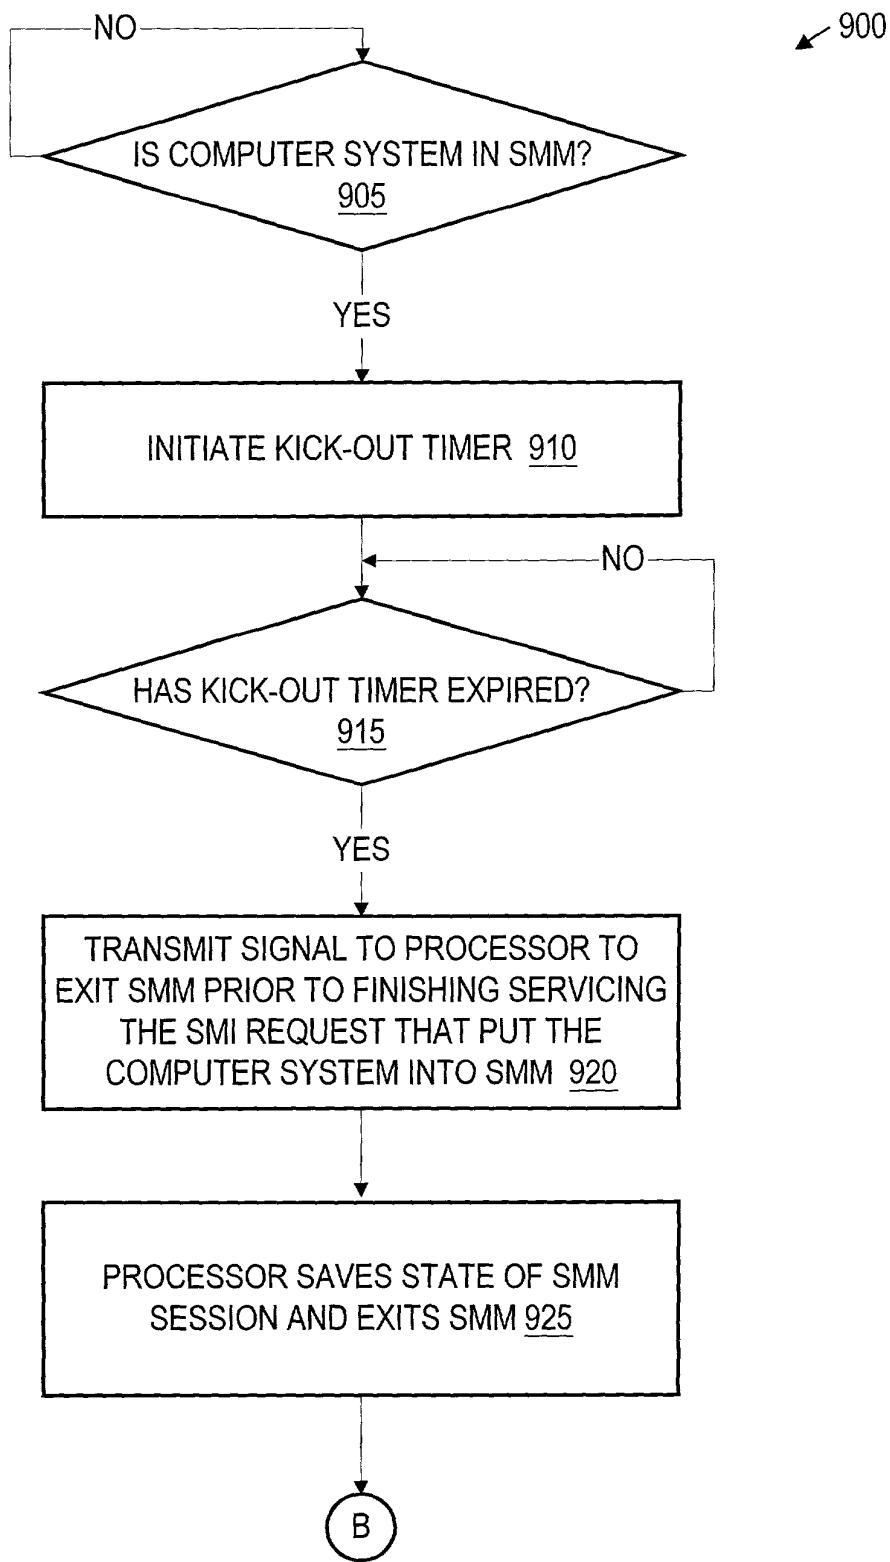 NO
900
IS COMPUTER SYSTEM IN SMM?
905
YES
INITIATE KICK-OUT TIMER 910
NO
HAS KICK-OUT TIMER EXPIRED?
915
YES
TRANSMIT SIGNAL TO PROCESSOR TO
EXIT SMM PRIOR TO FINISHING SERVICING
THE SMI REQUEST THAT PUT THE
COMPUTER SYSTEM INTO SMM 920
PROCESSOR SAVES STATE OF SMM
SESSION AND EXITS SMM 925
B